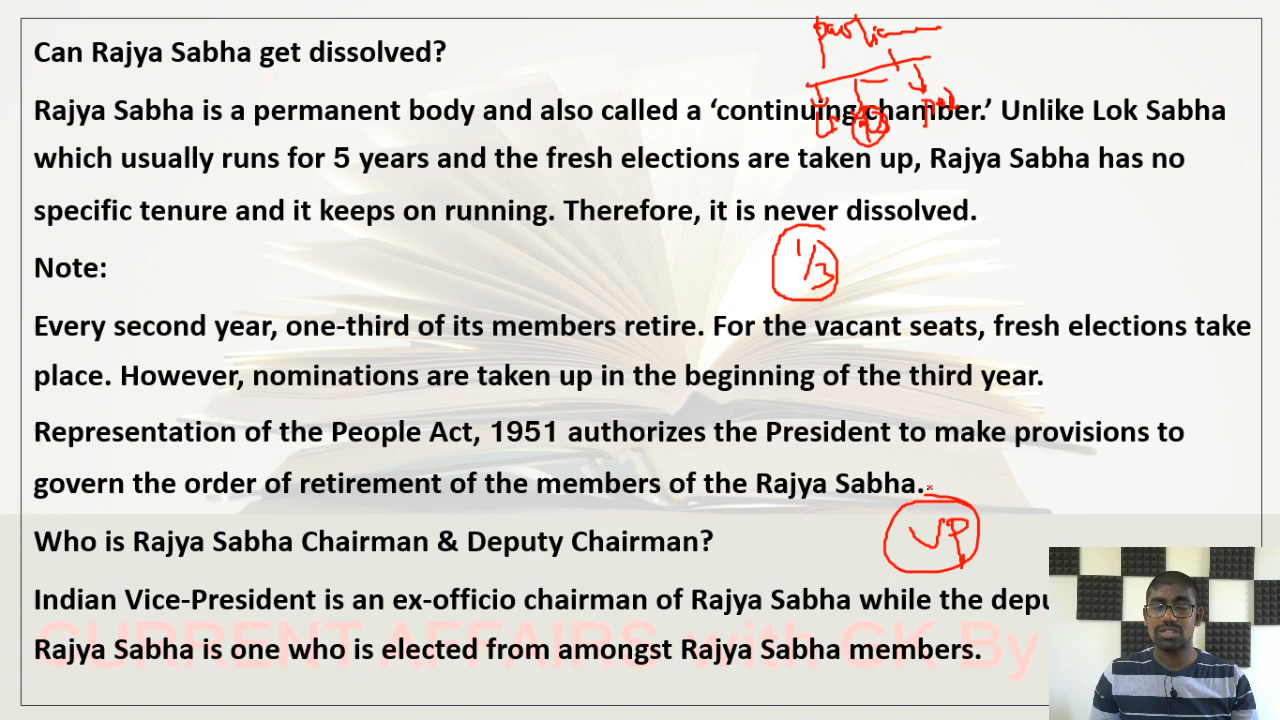 Can Rajya Sabha get dissolved?
Rajya Sabha is a permanent body and also called a ‘continuing chamber.’ Unlike Lok Sabha
which usually runs for 5 years and the fresh elections are taken up, Rajya Sabha has no
specific tenure and it keeps on running. Therefore, it is never dissolved.
Note:
1/3
Every second year, one-third of its members retire. For the vacant seats, fresh elections take
place. However, nominations are taken up in the beginning of the third year.
Representation of the People Act, 1951 authorizes the President to make provisions to
govern the order of retirement of the members of the Rajya Sabha.
Who is Rajya Sabha Chairman & Deputy Chairman?
VP
Indian Vice-President is an ex-officio chairman of Rajya Sabha while the depu
Rajya Sabha is one who is elected from amongst Rajya Sabha members.
CURRENT AFFAIRS with GK By